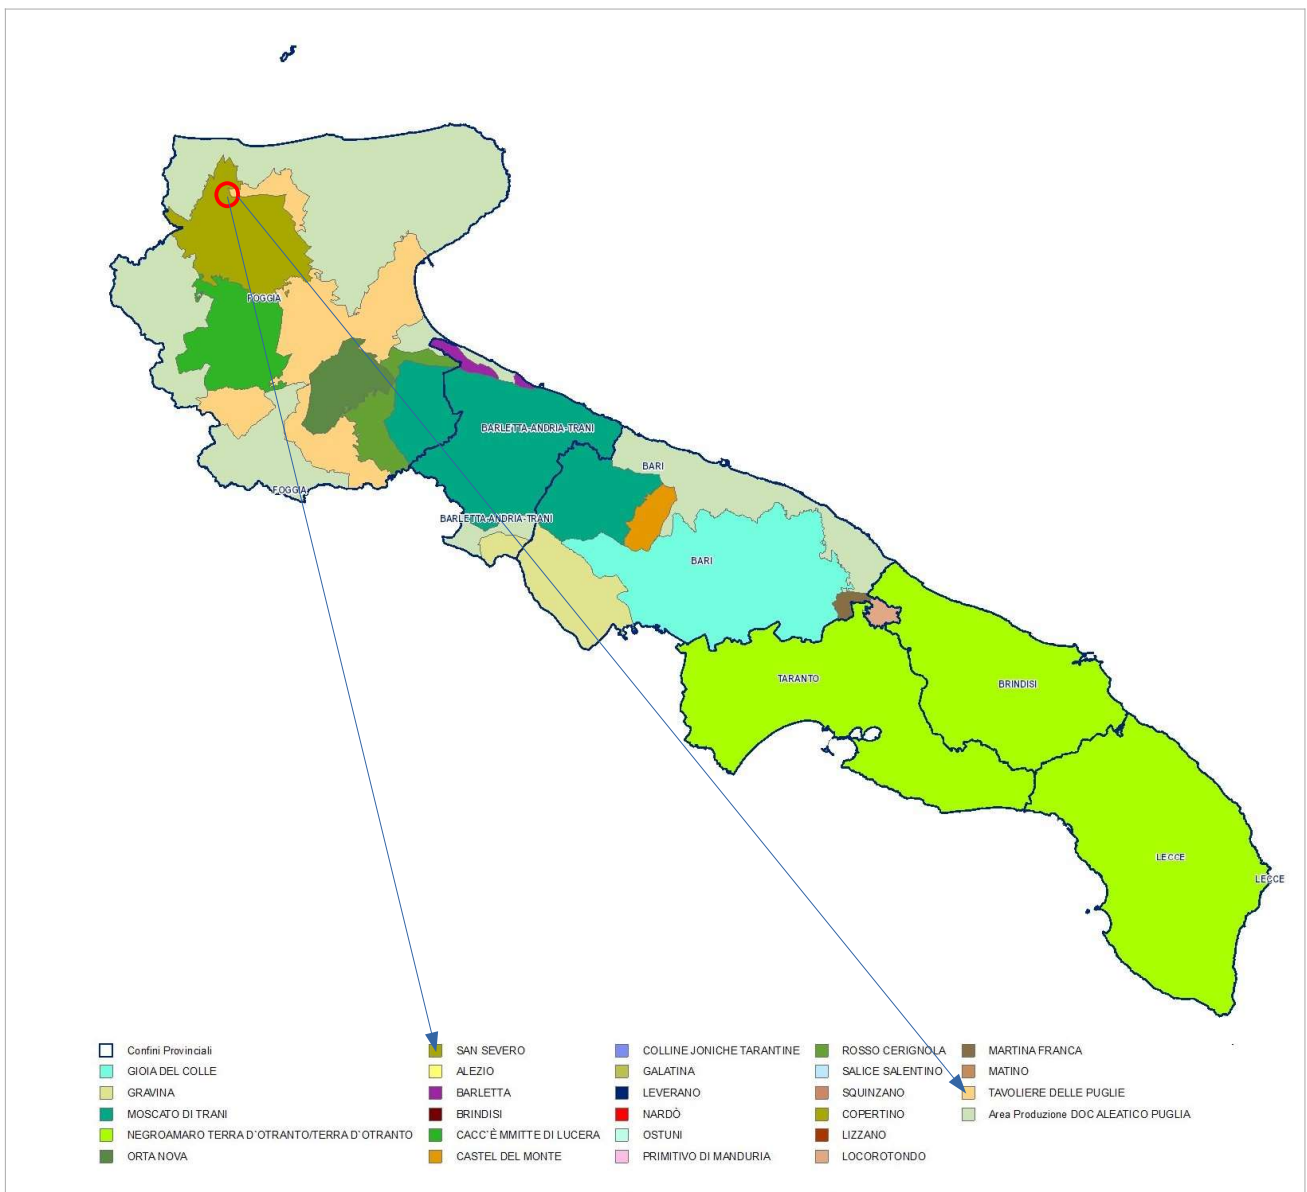 FOGGIA
BARLETTA-ANDRIA-TRANI
BARI
FOGGIA
BARLETTA-ANDRIA-TRANI
BARI
TARANTO
BRINDISI
LECCE
LECCE
Confini Provinciali
GIOIA DEL COLLE
GRAVINA
MOSCATO DI TRANI
NEGROAMARO TERRA D`OTRANTO/TERRA D`OTRANTO
ORTA NOVA
SAN SEVERO
ALEZIO
BARLETTA
BRINDISI
CACC`È MMITTE DI LUCERA
CASTEL DEL MONTE
COLLINE JONICHE TARANTINE
GALATINA
LEVERANO
NARDÒ
OSTUNI
PRIMITIVO DI MANDURIA
ROSSO CERIGNOLA
SALICE SALENTINO
SQUINZANO
COPERTINO
LIZZANO
LOCOROTONDO
MARTINA FRANCA
MATINO
TAVOLIERE DELLE PUGLIE
Area Produzione DOC ALEATICO PUGLIA